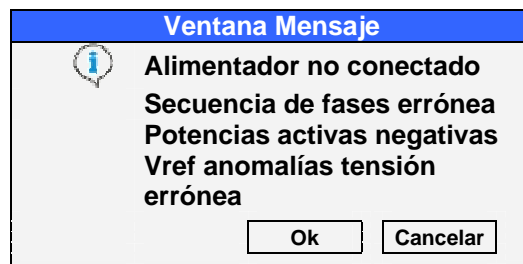 Ventana Mensaje
Alimentador no conectado
Secuencia de fases errónea
Potencias activas negativas
Vref anomalías tensión
errónea
Ok Cancelar